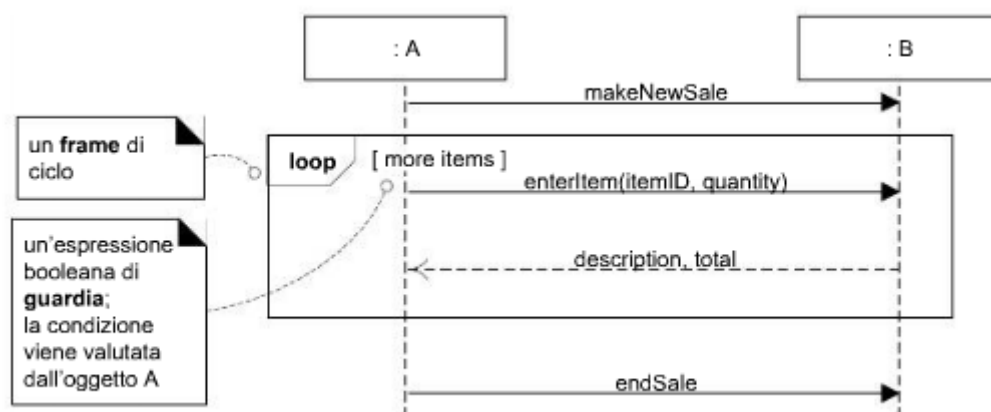 : A
: B
makeNewSale
un frame di
ciclo
loop
[ more items ]
enterItem(itemID, quantity)
un'espressione
booleana di
guardia;
la condizione
viene valutata
dall'oggetto A
description, total
endSale